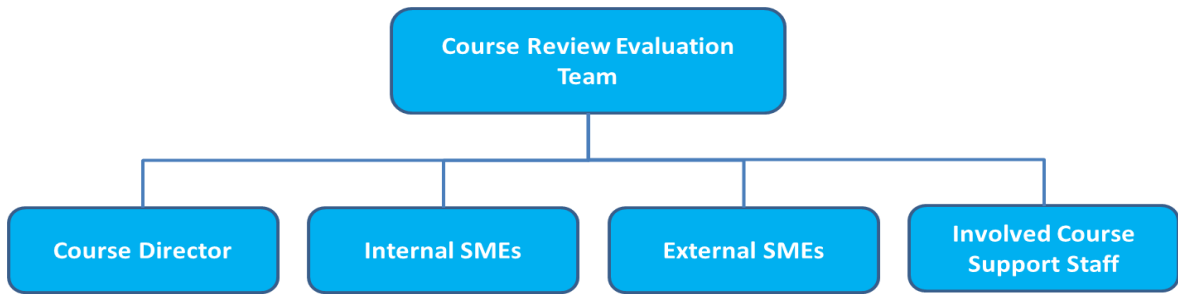 Course Review Evaluation
Team
Course Director
Internal SMEs
External SMEs
Involved Course
Support Staff